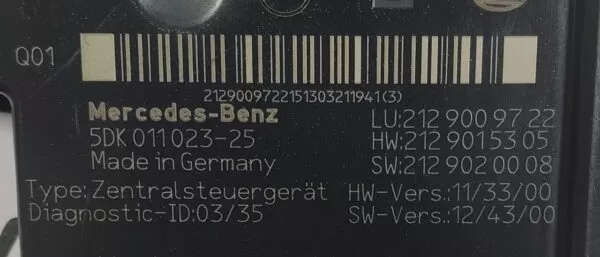 Q01
212900972215130321​1941(3)
Mercedes-Benz LU:212 900 97 22
5DK 011 023-25 HW:212 901 53 05
Made in Germany SW:212 902 00 08
Type: Zentralsteuergerät HW-Vers.: 11/33/00
Diagnostic-ID: 03/35 SW-Vers.: 12/43/00